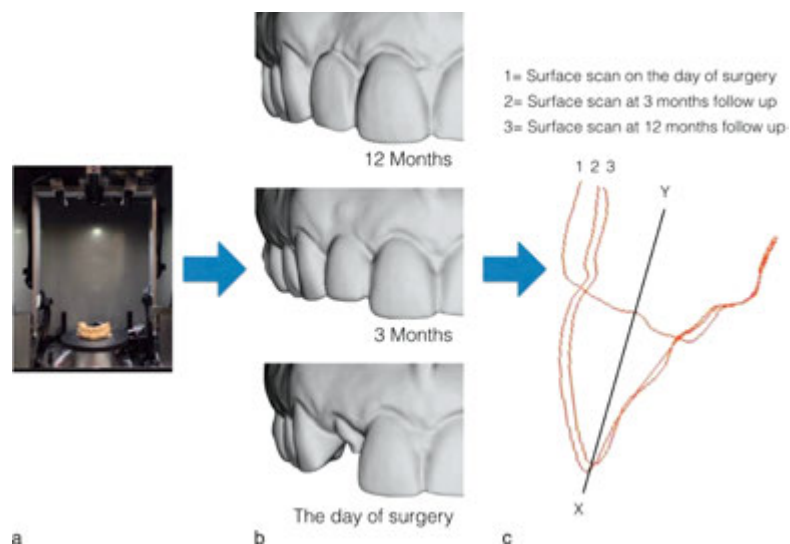 1= Surface scan on the day of surgery
2= Surface scan at 3 months follow up
3= Surface scan at 12 months follow up
12 Months
1 2 3
Y
3 Months
The day of surgery
X
a
b
c